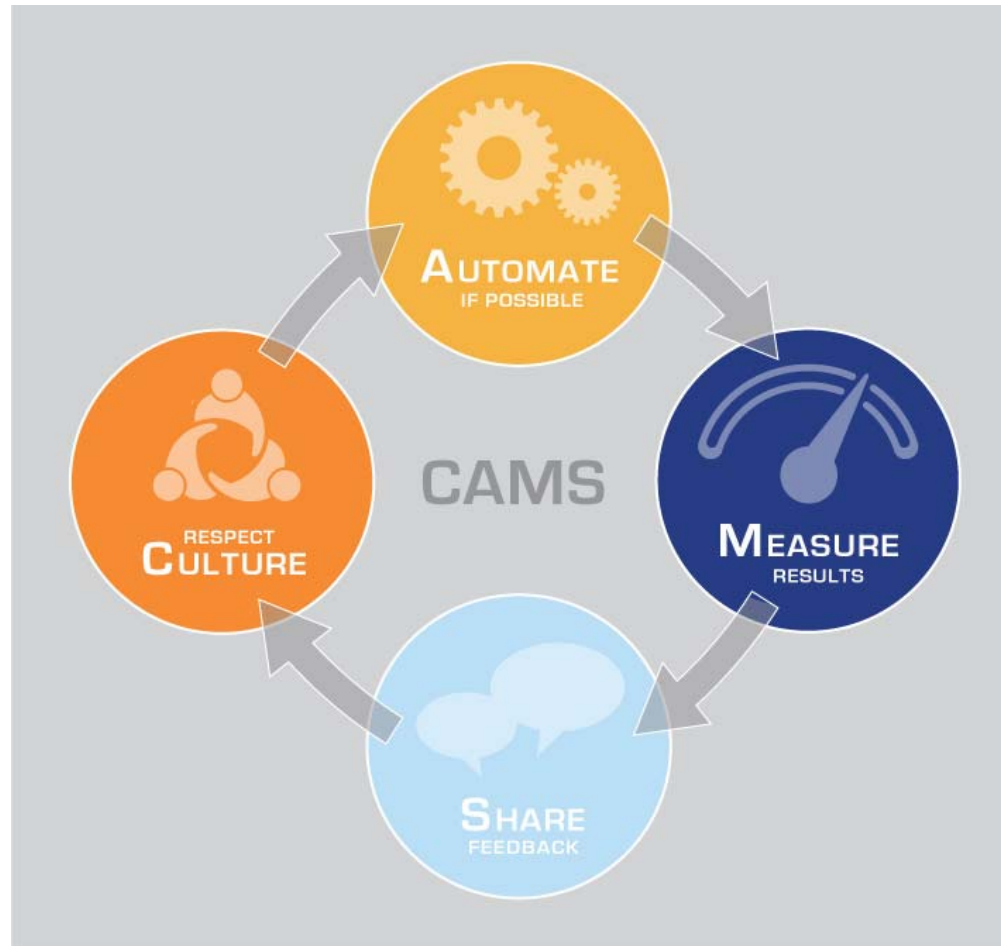 AUTOMATE
IF POSSIBLE
CAMS
RESPECT
CULTURE
MEASURE
RESULTS
SHARE
FEEDBACK